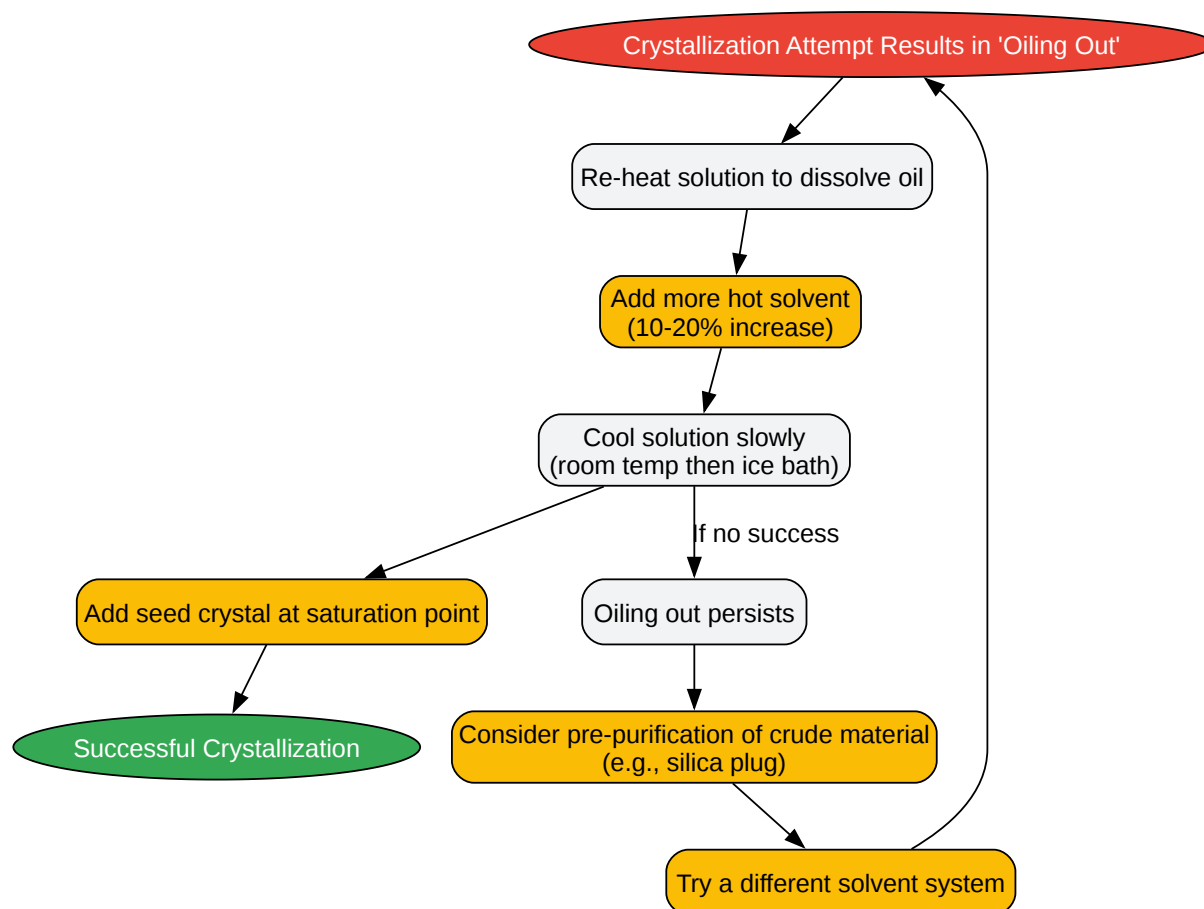 Crystallization Attempt Results in 'Oiling Out'
Re-heat solution to dissolve oil
Add more hot solvent
(10-20% increase)
Cool solution slowly
(room temp then ice bath)
If no success
Add seed crystal at saturation point
Oiling out persists
Successful Crystallization
Consider pre-purification of crude material
(e.g., silica plug)
Try a different solvent system